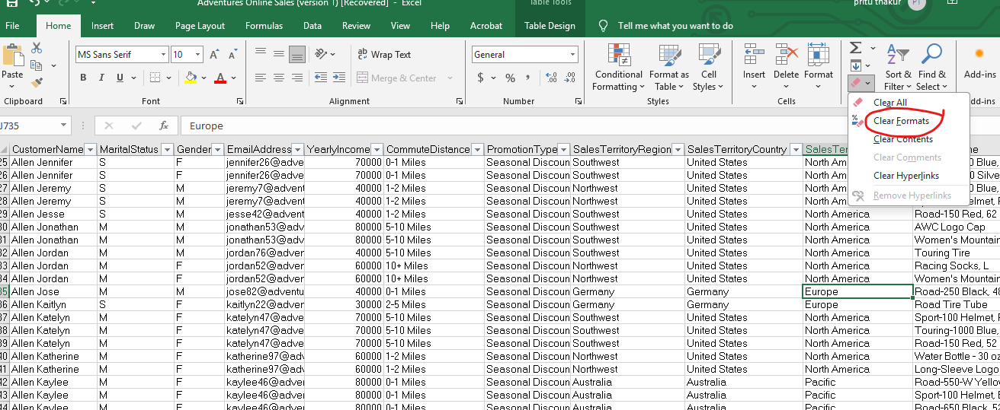 Adventures Online Sales (version 1) [Recovered] - Excel
Table Tools
pritu thakur
PT
File Home Insert Draw Page Layout Formulas Data Review View Help Acrobat Table Design Tell me what you want to do
Paste
MS Sans Serif 10 A A
B I U A
ab Wrap Text
Merge & Center
General
$ % , .00
Conditional Formatting
Format as Table
Cell Styles
Insert Delete Format
Sort & Filter
Find & Select
Add-ins
Clipboard Font Alignment Number Styles Cells Add-ins
Clear All
Clear Formats
Clear Contents
Clear Comments
Clear Hyperlinks
Remove Hyperlinks
J735 fx Europe
CustomerName MaritalStatus Gender EmailAddress YearlyIncome CommuteDistance PromotionType SalesTerritoryRegion SalesTerritoryCountry SalesTer
25 Allen Jennifer S F jennifer26@adve 70000 0-1 Miles Seasonal Discoun Southwest United States North Am
26 Allen Jennifer S F jennifer26@adve 70000 0-1 Miles Seasonal Discoun Southwest United States North Am
27 Allen Jeremy S M jeremy7@advent 40000 1-2 Miles Seasonal Discoun Northwest United States North Am
28 Allen Jeremy S M jeremy7@advent 40000 1-2 Miles Seasonal Discoun Northwest United States North Am
29 Allen Jesse S M jesse42@advent 40000 1-2 Miles Seasonal Discoun Southwest United States North America Road-150 Red, 62
30 Allen Jonathan M M jonathan53@adv 80000 5-10 Miles Seasonal Discoun Southwest United States North America AWC Logo Cap
31 Allen Jonathan M M jonathan53@adv 80000 5-10 Miles Seasonal Discoun Southwest United States North America Women's Mountain
32 Allen Jordan M M jordan76@adven 40000 5-10 Miles Seasonal Discoun Southwest United States North America Touring Tire
33 Allen Jordan M F jordan52@adven 60000 10+ Miles Seasonal Discoun Northwest United States North America Racing Socks, L
34 Allen Jordan M F jordan52@adven 60000 10+ Miles Seasonal Discoun Northwest United States North America Women's Mountain
35 Allen Jose M M jose82@adventu 40000 0-1 Miles Seasonal Discoun Germany Germany Europe Road-250 Black, 48
36 Allen Kaitlyn S F kaitlyn22@adven 30000 2-5 Miles Seasonal Discoun Germany Germany Europe Road Tire Tube
37 Allen Katelyn M F katelyn47@adven 70000 5-10 Miles Seasonal Discoun Southwest United States North America Sport-100 Helmet,
38 Allen Katelyn M F katelyn47@adven 70000 5-10 Miles Seasonal Discoun Southwest United States North America Touring-1000 Blue,
39 Allen Katelyn M F katelyn47@adven 70000 5-10 Miles Seasonal Discoun Southwest United States North America Road-150 Red, 52
40 Allen Katherine M F katherine97@adv 60000 1-2 Miles Seasonal Discoun Northwest United States North America Water Bottle - 30 oz
41 Allen Katherine M F katherine97@adv 60000 1-2 Miles Seasonal Discoun Northwest United States North America Long-Sleeve Logo
42 Allen Kaylee M F kaylee46@adven 80000 0-1 Miles Seasonal Discoun Australia Australia Pacific Road-550-W Yellow
43 Allen Kaylee M F kaylee46@adven 80000 0-1 Miles Seasonal Discoun Australia Australia Pacific Sport-100 Helmet,
44 Allen Kaylee M F kaylee46@adven 80000 0-1 Miles Seasonal Discoun Australia Australia Pacific Road-650 Black, 52